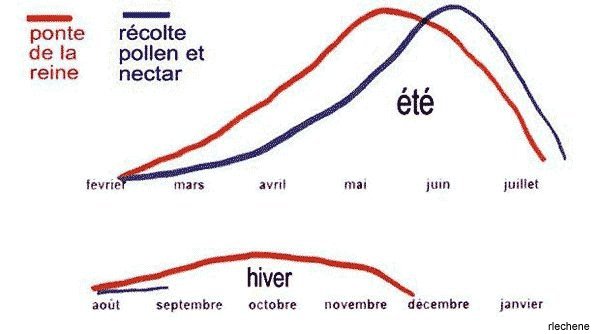 ponte
de la
reine
récolte
pollen et
nectar
été
fevrier mars avril mai juin juillet
hiver
août septembre octobre novembre décembre janvier
rlechene